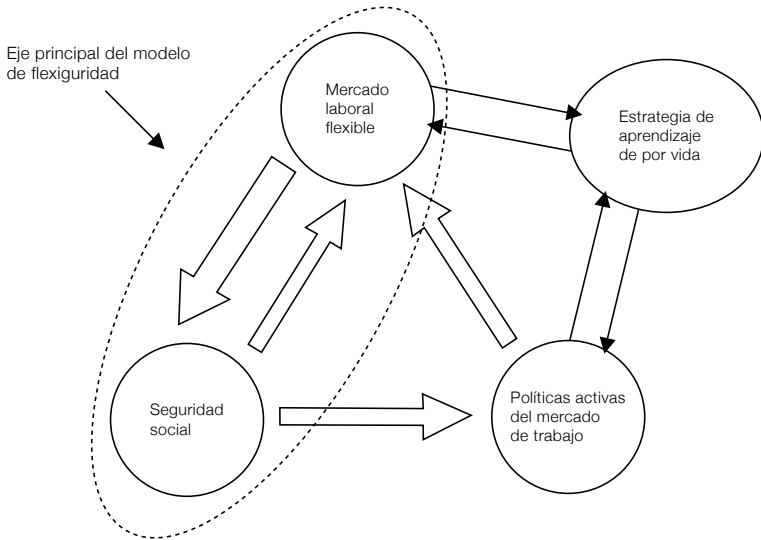 Eje principal del modelo
de flexiguridad
Mercado
laboral
flexible
Estrategia de
aprendizaje
de por vida
Seguridad
social
Políticas activas
del mercado
de trabajo